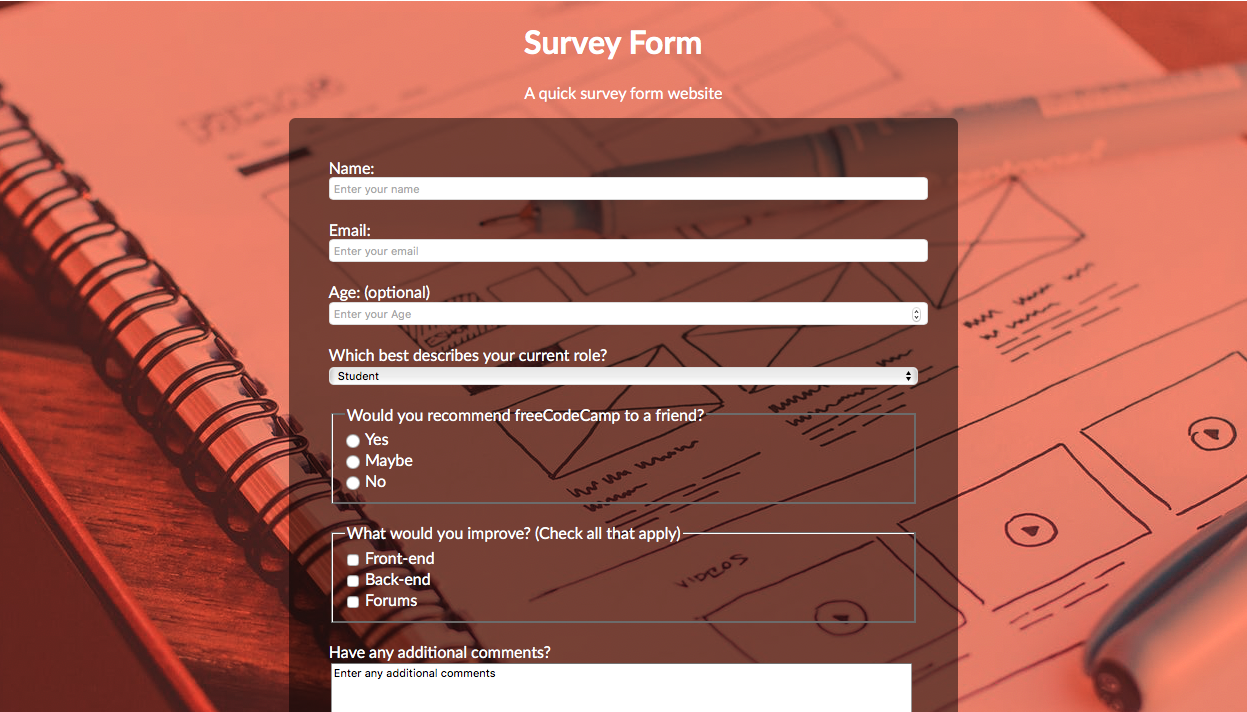 Survey Form
A quick survey form website
Name:
Enter your name
Email:
Enter your email
Age: (optional)
Enter your Age
Which best describes your current role?
Student
Would you recommend freeCodeCamp to a friend?
Yes
Maybe
No
What would you improve? (Check all that apply)
Front-end
Back-end
Forums
VIDEOS
Have any additional comments?
Enter any additional comments